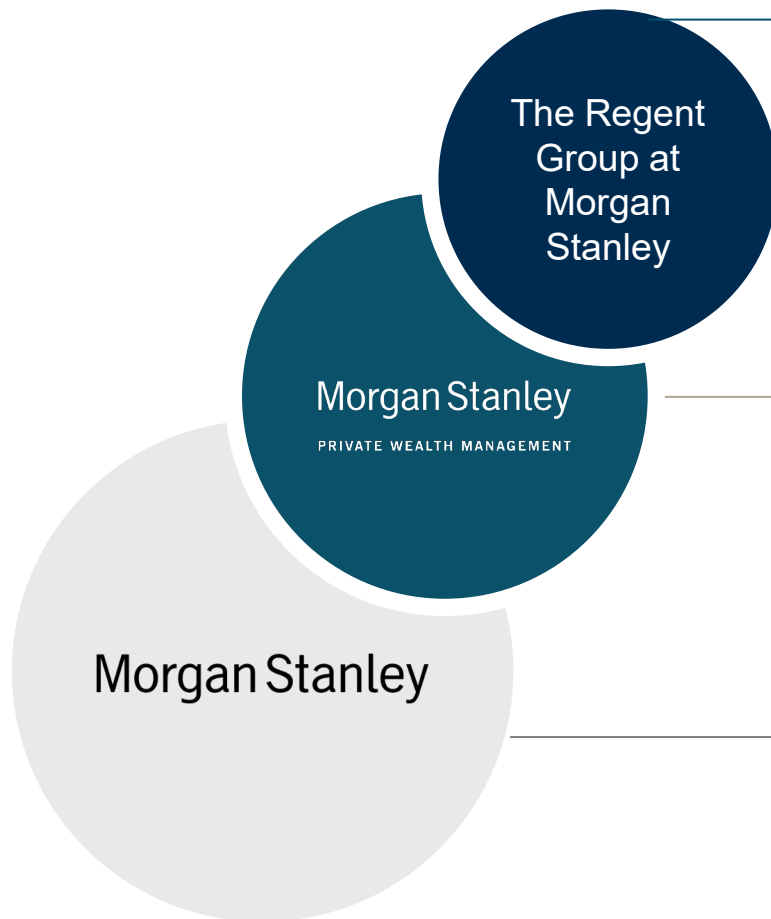 The Regent
Group at
Morgan
Stanley
Morgan Stanley
PRIVATE WEALTH MANAGEMENT
Morgan Stanley